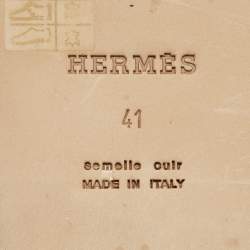 HERMÈS
41
semelle cuir
MADE IN ITALY